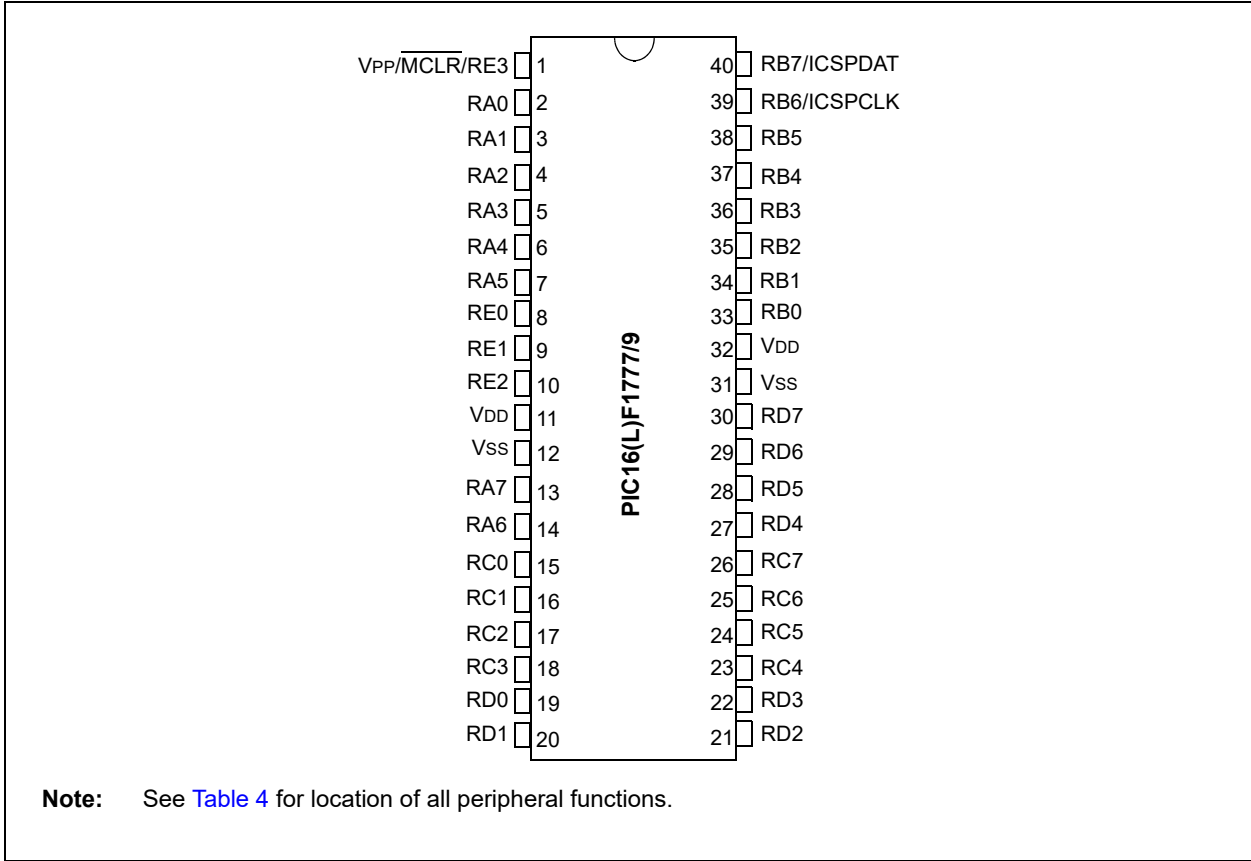 VPP/MCLR/RE3 1 40 RB7/ICSPDAT
RA0 2 39 RB6/ICSPCLK
RA1 3 38 RB5
RA2 4 37 RB4
RA3 5 36 RB3
RA4 6 35 RB2
RA5 7 34 RB1
RE0 8 33 RB0
RE1 9 32 VDD
RE2 10 31 VSS
VDD 11 30 RD7
VSS 12 29 RD6
RA7 13 28 RD5
RA6 14 27 RD4
RC0 15 26 RC7
RC1 16 25 RC6
RC2 17 24 RC5
RC3 18 23 RC4
RD0 19 22 RD3
RD1 20 21 RD2
PIC16(L)F1777/9
Note: See Table 4 for location of all peripheral functions.